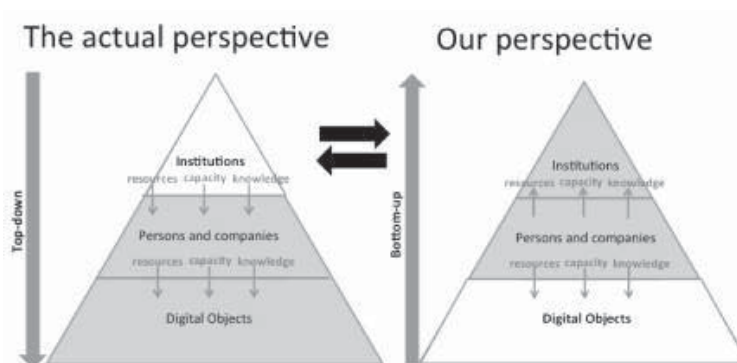 The actual perspective
Our perspective
Top-down
Institutions
resources capacity knowledge
Persons and companies
resources capacity knowledge
Digital Objects
Bottom-up
Institutions
resources capacity knowledge
Persons and companies
resources capacity knowledge
Digital Objects